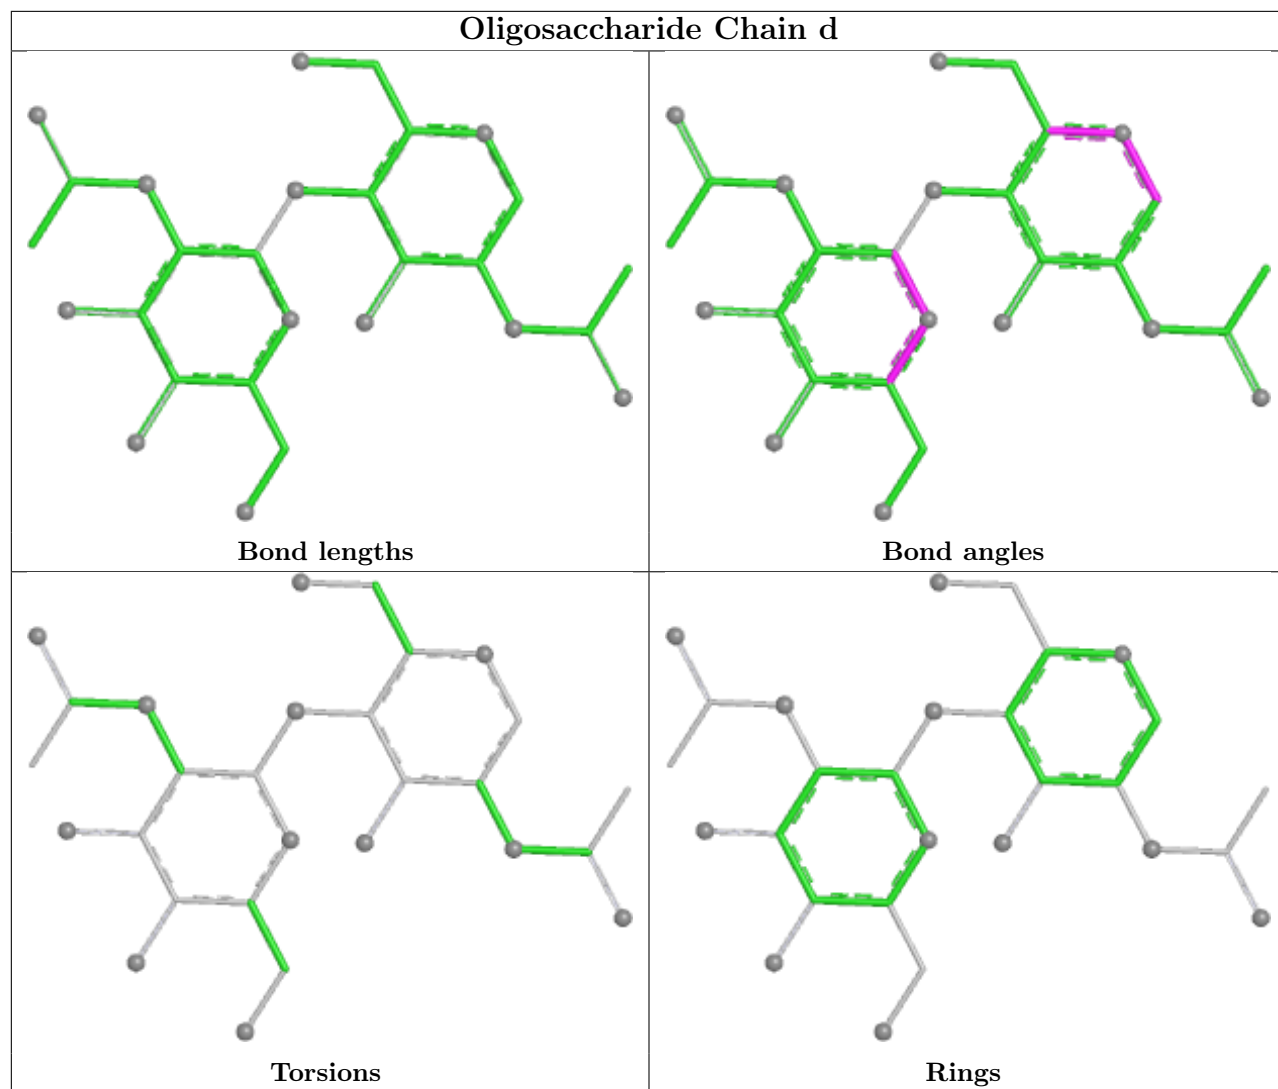 Oligosaccharide Chain d
Bond lengths
Bond angles
Torsions
Rings